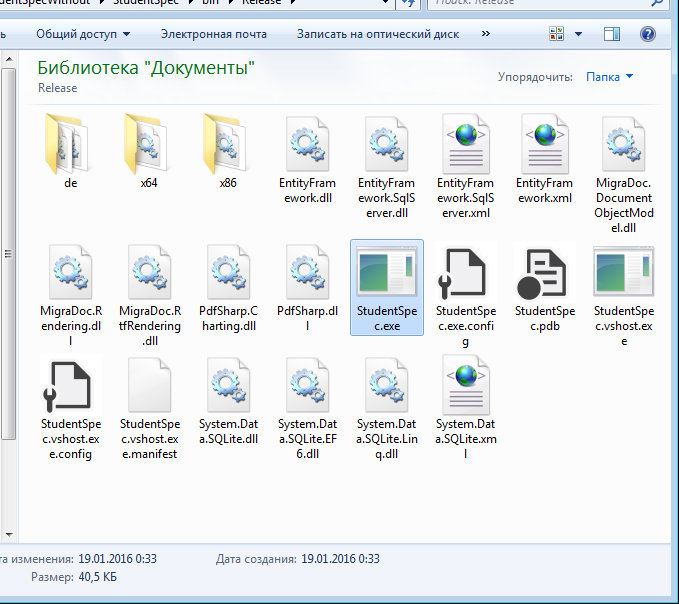 StudentSpec ▸ bin ▸ Release ▸
Поиск: Release
Общий доступ Электронная почта Записать на оптический диск »
Библиотека "Документы"
Release
Упорядочить: Папка
de
x64
x86
EntityFram
ework.dll
EntityFram
ework.SqlS
erver.dll
EntityFram
ework.SqlS
erver.xml
EntityFram
ework.xml
MigraDoc.
Document
ObjectMod
el.dll
MigraDoc.R
endering.dl
l
MigraDoc.R
tfRendering
.dll
PdfSharp.C
harting.dll
PdfSharp.dl
l
StudentSpe
c.exe
StudentSpe
c.exe.confi
g
StudentSpe
c.pdb
StudentSpe
c.vshost.ex
e
StudentSpe
c.vshost.ex
e.config
StudentSpe
c.vshost.ex
e.manifest
System.Dat
a.SQLite.dll
System.Dat
a.SQLite.EF
6.dll
System.Dat
a.SQLite.Lin
q.dll
System.Dat
a.SQLite.xm
l
та изменения: 19.01.2016 0:33 Дата создания: 19.01.2016 0:33
Размер: 40,5 КБ